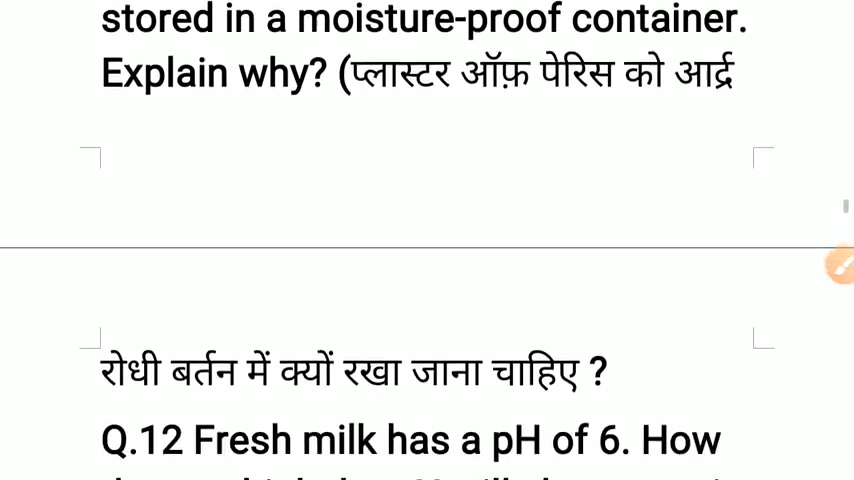 stored in a moisture-proof container.
Explain why? (प्लास्टर ऑफ़ पेरिस को आर्द्र
रोधी बर्तन में क्यों रखा जाना चाहिए ?
Q.12 Fresh milk has a pH of 6. How